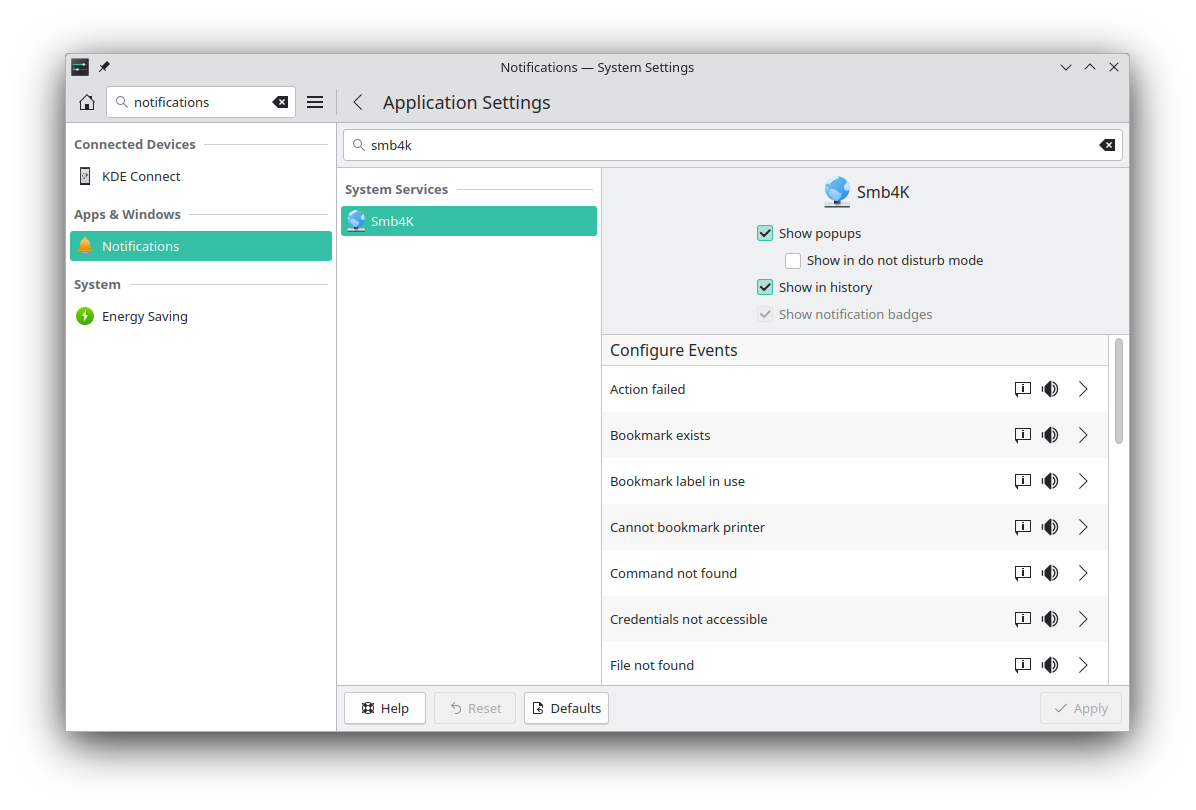 Notifications — System Settings
notifications
Application Settings
Connected Devices
KDE Connect
Apps & Windows
Notifications
System
Energy Saving
smb4k
System Services
Smb4K
Smb4K
Show popups
Show in do not disturb mode
Show in history
Show notification badges
Configure Events
Action failed
Bookmark exists
Bookmark label in use
Cannot bookmark printer
Command not found
Credentials not accessible
File not found
Help
Reset
Defaults
Apply